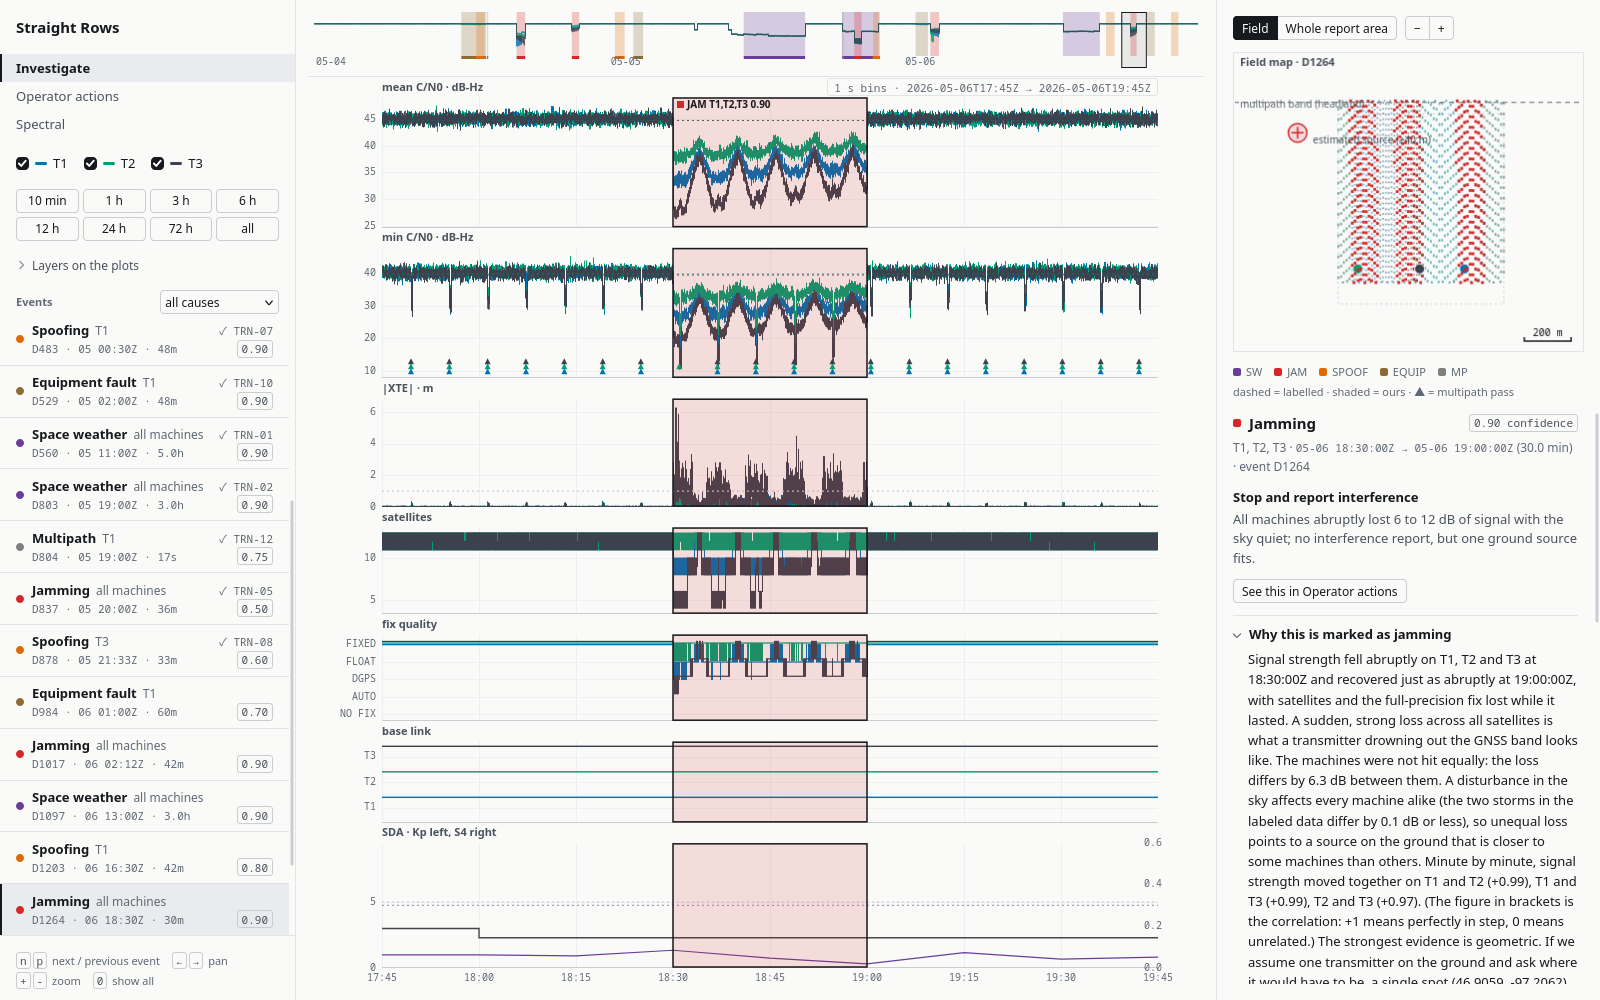 Straight Rows
Investigate
Operator actions
Spectral
T1 T2 T3
10 min 1 h 3 h 6 h
12 h 24 h 72 h all
Layers on the plots
Events all causes
Spoofing T1 ✓ TRN-07
D483 · 05 00:30Z · 48m 0.90
Equipment fault T1 ✓ TRN-10
D529 · 05 02:00Z · 48m 0.90
Space weather all machines ✓ TRN-01
D560 · 05 11:00Z · 5.0h 0.90
Space weather all machines ✓ TRN-02
D803 · 05 19:00Z · 3.0h 0.90
Multipath T1 ✓ TRN-12
D804 · 05 19:00Z · 17s 0.75
Jamming all machines ✓ TRN-05
D837 · 05 20:00Z · 36m 0.50
Spoofing T3 ✓ TRN-08
D878 · 05 21:33Z · 33m 0.60
Equipment fault T1
D984 · 06 01:00Z · 60m 0.70
Jamming all machines
D1017 · 06 02:12Z · 42m 0.90
Space weather all machines
D1097 · 06 13:00Z · 3.0h 0.90
Spoofing T1
D1203 · 06 16:30Z · 42m 0.80
Jamming all machines
D1264 · 06 18:30Z · 30m 0.90
n p next / previous event ← → pan
+ - zoom 0 show all
05-04 05-05 05-06
mean C/N0 · dB-Hz
1 s bins · 2026-05-06T17:45Z → 2026-05-06T19:45Z
JAM T1,T2,T3 0.90
45
40
35
30
25
min C/N0 · dB-Hz
40
30
20
10
|XTE| · m
6
4
2
0
satellites
10
5
fix quality
FIXED
FLOAT
DGPS
AUTO
NO FIX
base link
T3
T2
T1
SDA · Kp left, S4 right
0.6
0.4
5
0.2
0 0.0
17:45 18:00 18:15 18:30 18:45 19:00 19:15 19:30 19:45
Field Whole report area − +
Field map · D1264
multipath band (headland)
estimated source (±40 m)
200 m
SW JAM SPOOF EQUIP MP
dashed = labelled · shaded = ours · ▲ = multipath pass
Jamming 0.90 confidence
T1, T2, T3 · 05-06 18:30:00Z → 05-06 19:00:00Z (30.0 min)
· event D1264
Stop and report interference
All machines abruptly lost 6 to 12 dB of signal with the
sky quiet; no interference report, but one ground source
fits.
See this in Operator actions
Why this is marked as jamming
Signal strength fell abruptly on T1, T2 and T3 at
18:30:00Z and recovered just as abruptly at 19:00:00Z,
with satellites and the full-precision fix lost while it
lasted. A sudden, strong loss across all satellites is
what a transmitter drowning out the GNSS band looks
like. The machines were not hit equally: the loss
differs by 6.3 dB between them. A disturbance in the
sky affects every machine alike (the two storms in the
labeled data differ by 0.1 dB or less), so unequal loss
points to a source on the ground that is closer to
some machines than others. Minute by minute, signal
strength moved together on T1 and T2 (+0.99), T1 and
T3 (+0.99), T2 and T3 (+0.97). (The figure in brackets is
the correlation: +1 means perfectly in step, 0 means
unrelated.) The strongest evidence is geometric. If we
assume one transmitter on the ground and ask where
it would have to be, a single spot (46.9059, -97.2062)